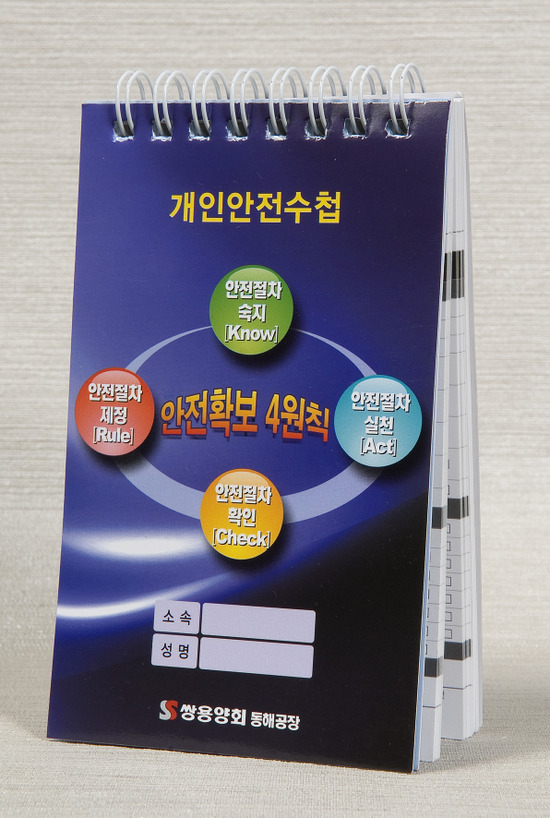 개인안전수첩
안전절차
숙지
[Know]
안전절차
제정
[Rule]
안전확보 4원칙
안전절차
실천
[Act]
안전절차
확인
[Check]
소 속
성 명
SS 쌍용양회 동해공장